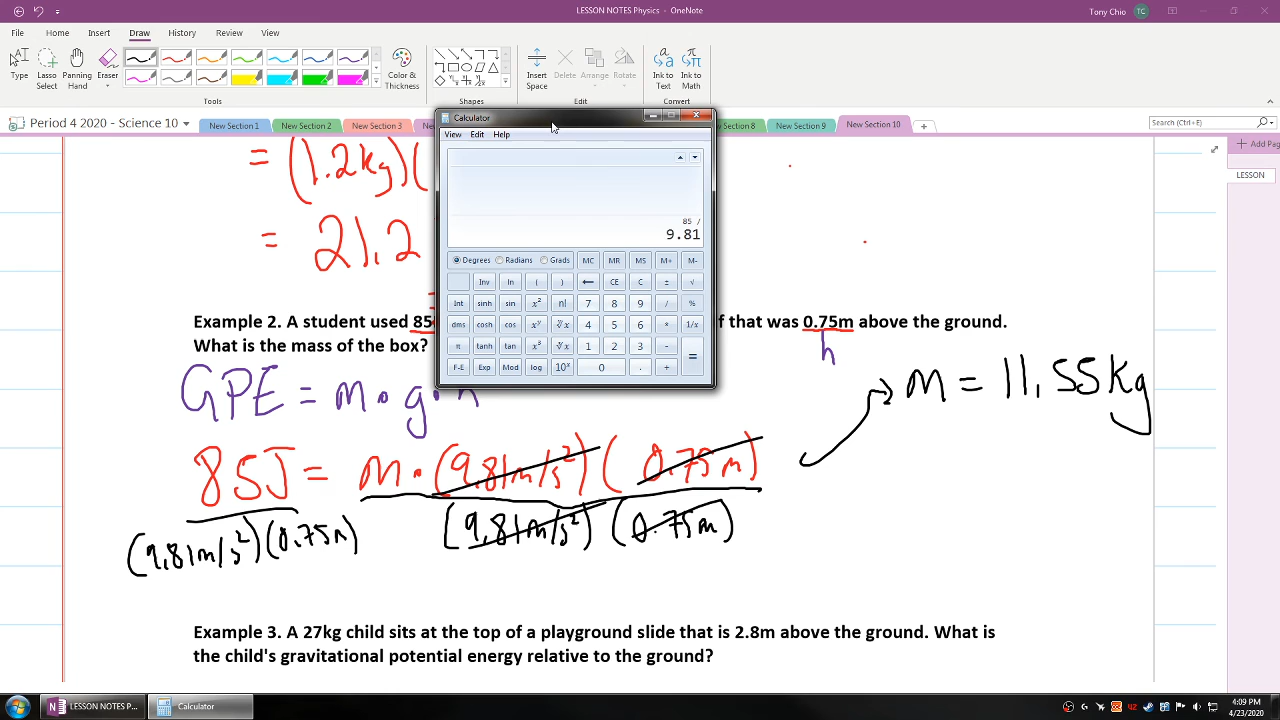 LESSON NOTES Physics - OneNote
Tony Chio TC
File Home Insert Draw History Review View
Type Lasso Select Panning Hand Eraser
Color & Thickness
Insert Space Delete Arrange Rotate
Ink to Text Ink to Math
Tools Shapes Edit Convert
Period 4 2020 - Science 10 New Section 1 New Section 2 New Section 3 Section 8 New Section 9 New Section 10 Search (Ctrl+E)
Add Pag
LESSON
Calculator
View Edit Help
85 /
9.81
Degrees Radians Grads MC MR MS M+ M-
Inv ln ( ) ← CE C ± √
Int sinh sin x² n! 7 8 9 / %
dms cosh cos xʸ ʸ√x 4 5 6 * 1/x
π tanh tan x³ ³√x 1 2 3 - =
F-E Exp Mod log 10ˣ 0 . +
= (1.2kg)(
= 21.2
Example 2. A student used 85
f that was 0.75m above the ground.
What is the mass of the box?
h
GPE = m · g · h
m = 11.55kg
85J = m · (9.81m/s²)(0.75m)
(9.81m/s²)(0.75m) (9.81m/s²)(0.75m)
Example 3. A 27kg child sits at the top of a playground slide that is 2.8m above the ground. What is
the child's gravitational potential energy relative to the ground?
LESSON NOTES P... Calculator
4:09 PM
4/23/2020